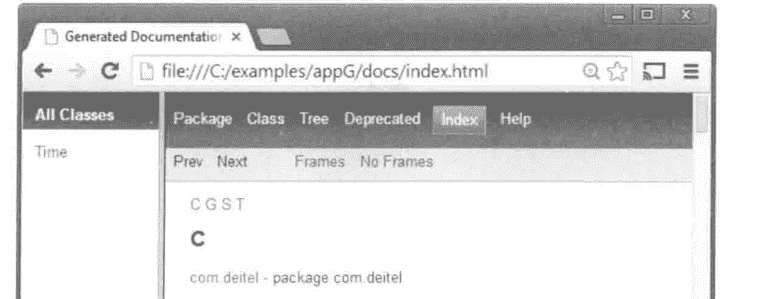 Generated Documentation
file:///C:/examples/appG/docs/index.html
All Classes
Time
Package Class Tree Deprecated Index Help
Prev Next Frames No Frames
C G S T
C
com.deitel - package com.deitel